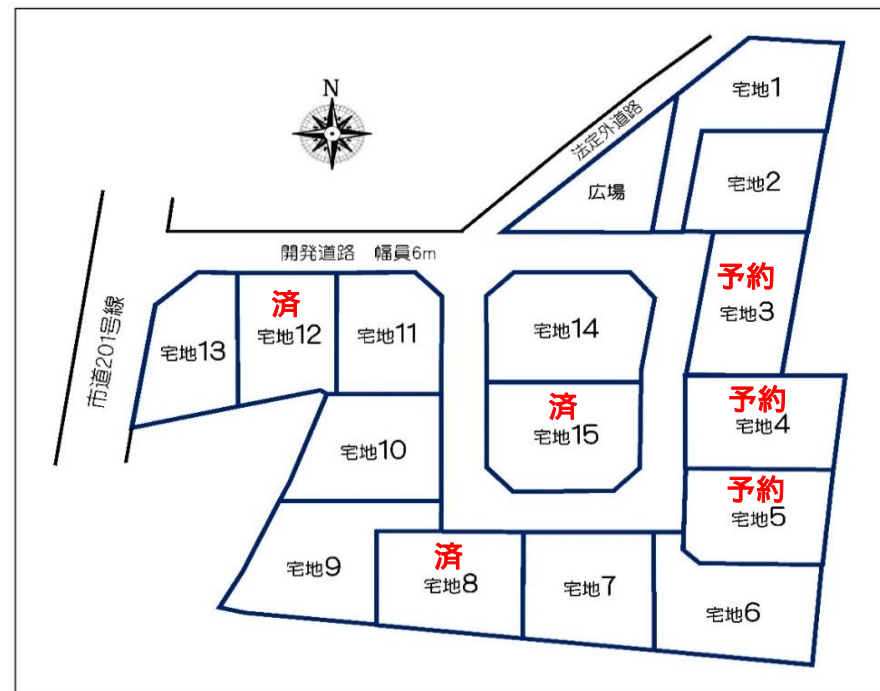 N
宅地1
法定外道路
宅地2
広場
開発道路 幅員6m
予約
宅地3
済
宅地12
宅地11
宅地13
市道201号線
宅地14
済
宅地15
予約
宅地4
宅地10
予約
宅地5
宅地9
済
宅地8
宅地7
宅地6